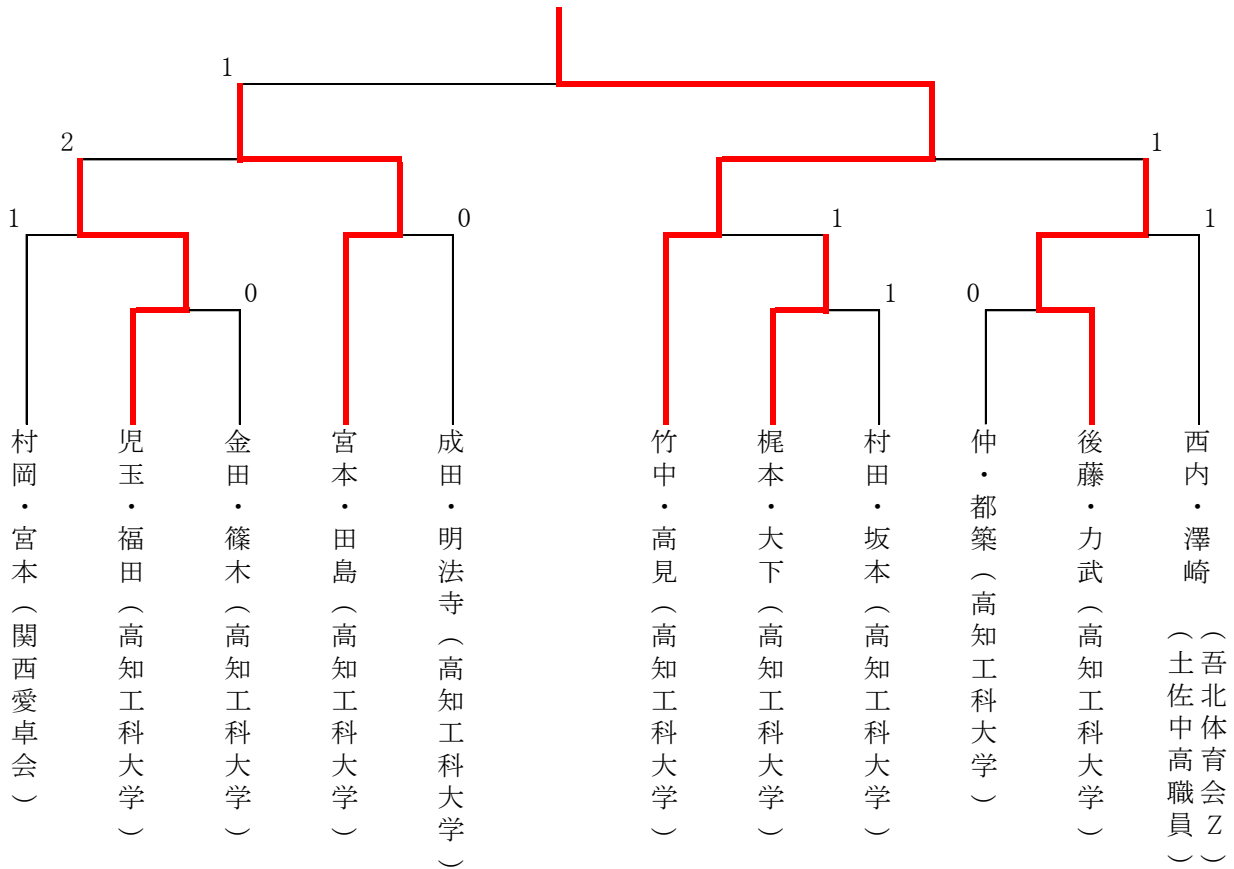 1
2
1
1
0
1
1
0
1
0
村岡・宮本（関西愛卓会）
児玉・福田（高知工科大学）
金田・篠木（高知工科大学）
宮本・田島（高知工科大学）
成田・明法寺（高知工科大学）
竹中・高見（高知工科大学）
梶本・大下（高知工科大学）
村田・坂本（高知工科大学）
仲・都築（高知工科大学）
後藤・力武（高知工科大学）
西内・澤崎
（吾北体育会Z）
（土佐中高職員）